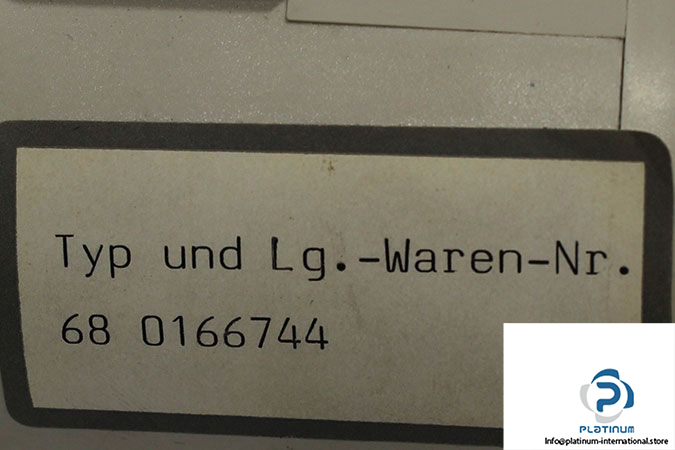 Typ und Lg.-Waren-Nr.
68 0166744
PLATINUM
Info@platinum-international.store